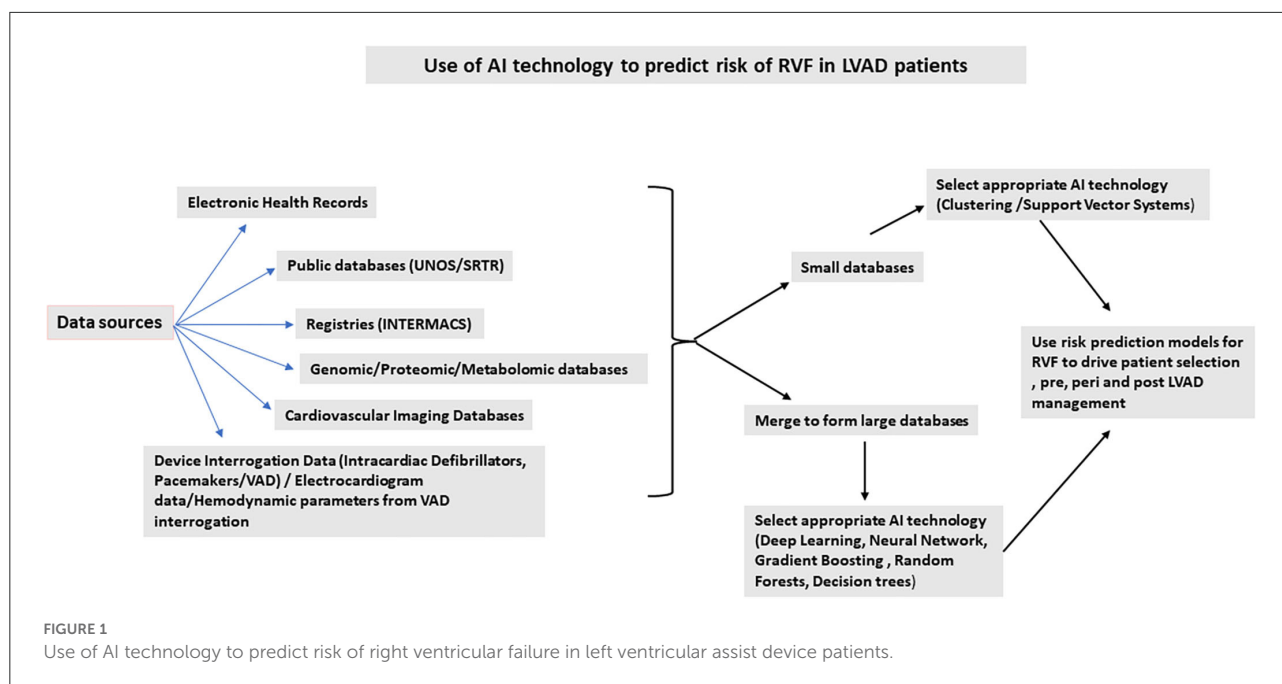 Use of AI technology to predict risk of RVF in LVAD patients
Data sources
Electronic Health Records
Public databases (UNOS/SRTR)
Registries (INTERMACS)
Genomic/Proteomic/Metabolomic databases
Cardiovascular Imaging Databases
Device Interrogation Data (Intracardiac Defibrillators,
Pacemakers/VAD) / Electrocardiogram
data/Hemodynamic parameters from VAD
interrogation
Small databases
Select appropriate AI technology
(Clustering /Support Vector Systems)
Merge to form large databases
Select appropriate AI technology
(Deep Learning, Neural Network,
Gradient Boosting , Random
Forests, Decision trees)
Use risk prediction models for
RVF to drive patient selection
, pre, peri and post LVAD
management
FIGURE 1
Use of AI technology to predict risk of right ventricular failure in left ventricular assist device patients.